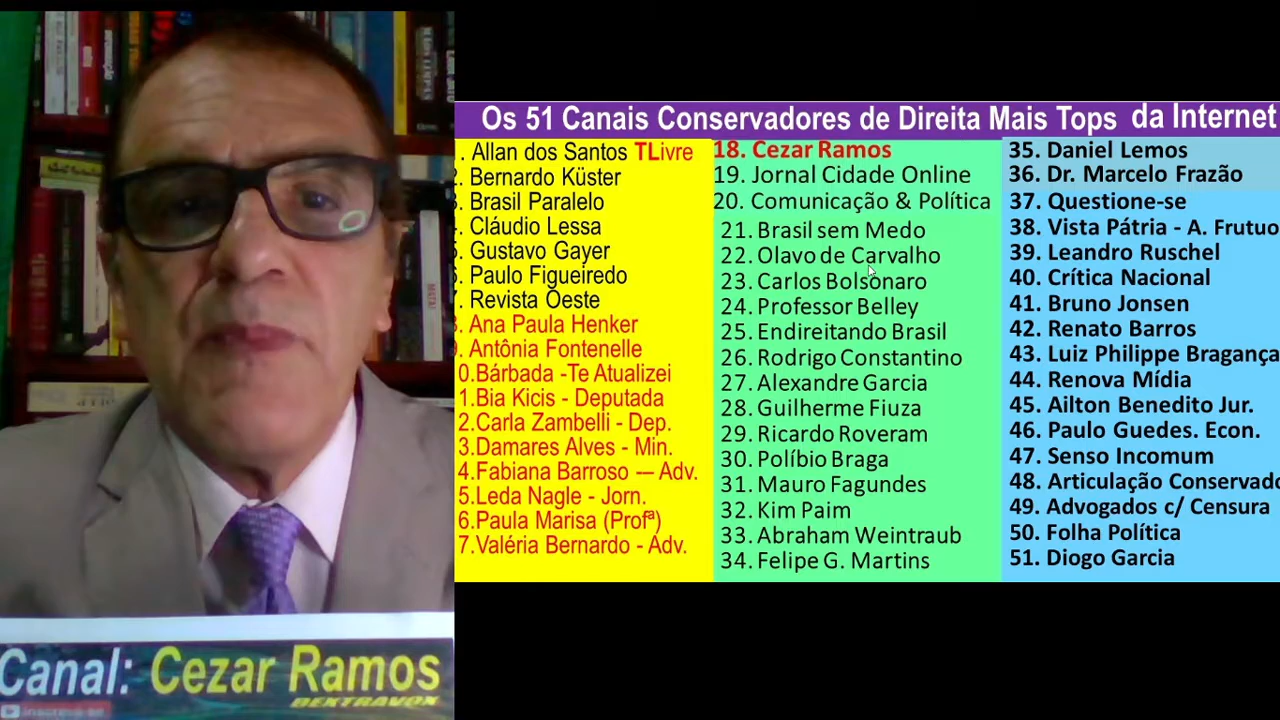 Os 51 Canais Conservadores de Direita Mais Tops da Internet
. Allan dos Santos TLivre
. Bernardo Küster
. Brasil Paralelo
. Cláudio Lessa
. Gustavo Gayer
. Paulo Figueiredo
. Revista Oeste
. Ana Paula Henker
. Antônia Fontenelle
0.Bárbada -Te Atualizei
1.Bia Kicis - Deputada
2.Carla Zambelli - Dep.
3.Damares Alves - Min.
4.Fabiana Barroso -– Adv.
5.Leda Nagle - Jorn.
6.Paula Marisa (Profª)
7.Valéria Bernardo - Adv.
18. Cezar Ramos
19. Jornal Cidade Online
20. Comunicação & Política
21. Brasil sem Medo
22. Olavo de Carvalho
23. Carlos Bolsonaro
24. Professor Belley
25. Endireitando Brasil
26. Rodrigo Constantino
27. Alexandre Garcia
28. Guilherme Fiuza
29. Ricardo Roveram
30. Políbio Braga
31. Mauro Fagundes
32. Kim Paim
33. Abraham Weintraub
34. Felipe G. Martins
35. Daniel Lemos
36. Dr. Marcelo Frazão
37. Questione-se
38. Vista Pátria - A. Frutuo
39. Leandro Ruschel
40. Crítica Nacional
41. Bruno Jonsen
42. Renato Barros
43. Luiz Philippe Bragança
44. Renova Mídia
45. Ailton Benedito Jur.
46. Paulo Guedes. Econ.
47. Senso Incomum
48. Articulação Conservado
49. Advogados c/ Censura
50. Folha Política
51. Diogo Garcia
Canal: Cezar Ramos
DEXTRAVOX
Inscreva-se